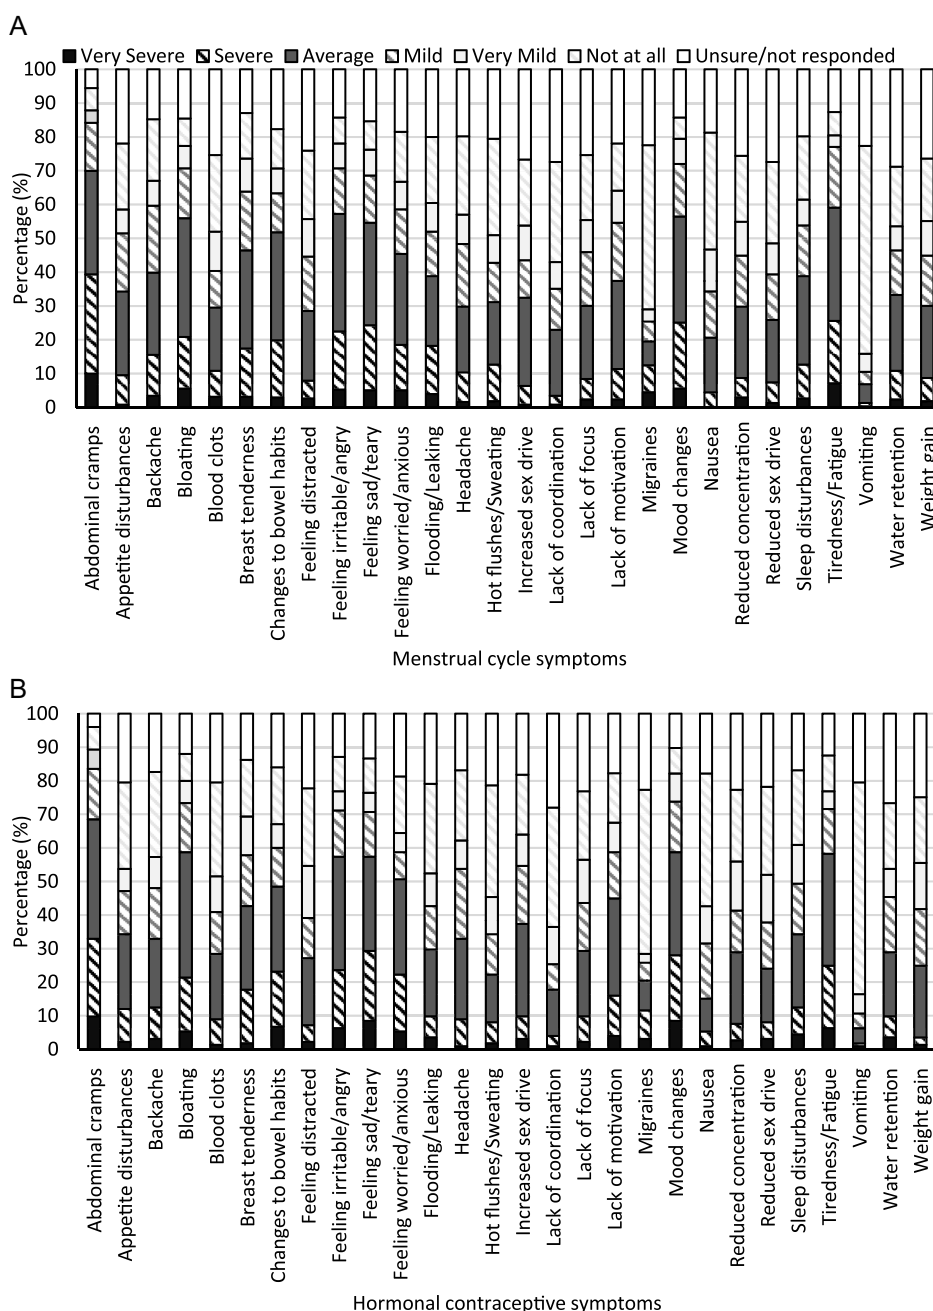 A
Very Severe Severe Average Mild Very Mild Not at all Unsure/not responded
100
90
80
70
60
50
40
30
20
10
0
Percentage (%)
Abdominal cramps
Appetite disturbances
Backache
Bloating
Blood clots
Breast tenderness
Changes to bowel habits
Feeling distracted
Feeling irritable/angry
Feeling sad/teary
Feeling worried/anxious
Flooding/Leaking
Headache
Hot flushes/Sweating
Increased sex drive
Lack of coordination
Lack of focus
Lack of motivation
Migraines
Mood changes
Nausea
Reduced concentration
Reduced sex drive
Sleep disturbances
Tiredness/Fatigue
Vomiting
Water retention
Weight gain
Menstrual cycle symptoms
B
100
90
80
70
60
50
40
30
20
10
0
Percentage (%)
Abdominal cramps
Appetite disturbances
Backache
Bloating
Blood clots
Breast tenderness
Changes to bowel habits
Feeling distracted
Feeling irritable/angry
Feeling sad/teary
Feeling worried/anxious
Flooding/Leaking
Headache
Hot flushes/Sweating
Increased sex drive
Lack of coordination
Lack of focus
Lack of motivation
Migraines
Mood changes
Nausea
Reduced concentration
Reduced sex drive
Sleep disturbances
Tiredness/Fatigue
Vomiting
Water retention
Weight gain
Hormonal contraceptive symptoms